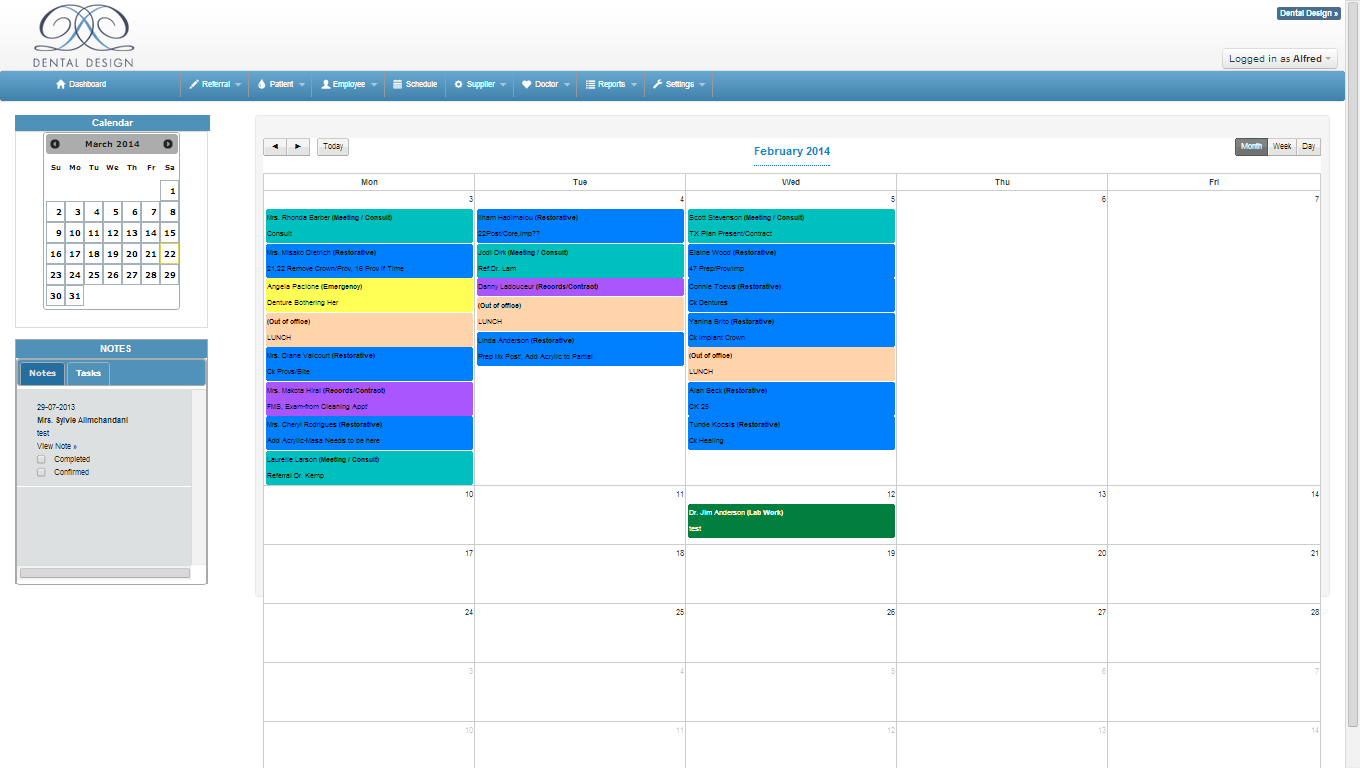 DENTAL DESIGN
Dental Design »
Logged in as Alfred
Dashboard
Referral
Patient
Employee
Schedule
Supplier
Doctor
Reports
Settings
Calendar
March 2014
Su Mo Tu We Th Fr Sa
1
2 3 4 5 6 7 8
9 10 11 12 13 14 15
16 17 18 19 20 21 22
23 24 25 26 27 28 29
30 31
NOTES
Notes Tasks
29-07-2013
Mrs. Sylvie Alimchandani
test
View Note »
Completed
Confirmed
Today
February 2014
Month Week Day
Mon Tue Wed Thu Fri
3
Mrs. Rhonda Barber (Meeting / Consult)
Consult
Mrs. Misako Dietrich (Restorative)
21,22 Remove Crown/Prov, 16 Prov if Time
Angela Pacione (Emergency)
Denture Bothering Her
(Out of office)
LUNCH
Mrs. Diane Valcourt (Restorative)
Ck Provs/Bite
Mrs. Makota Hirai (Records/Contract)
FMS, Exam-from Cleaning Appt'
Mrs. Cheryl Rodrigues (Restorative)
Add Acrylic-Masa Needs to be here
Laurelle Larson (Meeting / Consult)
Referral Dr. Kemp
4
Ilham Hadimalou (Restorative)
22Post/Core,Imp??
Jodi Dirk (Meeting / Consult)
Ref:Dr. Lam
Danny Ladouceur (Records/Contract)
(Out of office)
LUNCH
Linda Anderson (Restorative)
Prep Mx Post', Add Acrylic to Partial
5
Scott Stevenson (Meeting / Consult)
TX Plan Present/Contract
Elaine Wood (Restorative)
47 Prep/Prov/imp
Connie Toews (Restorative)
Ck Dentures
Yanina Brito (Restorative)
Ck Implant Crown
(Out of office)
LUNCH
Alan Beck (Restorative)
CK 25
Tunde Kocsis (Restorative)
Ck Healing
6
7
10 11 12 13 14
Dr. Jim Anderson (Lab Work)
test
17 18 19 20 21
24 25 26 27 28
3 4 5 6 7
10 11 12 13 14